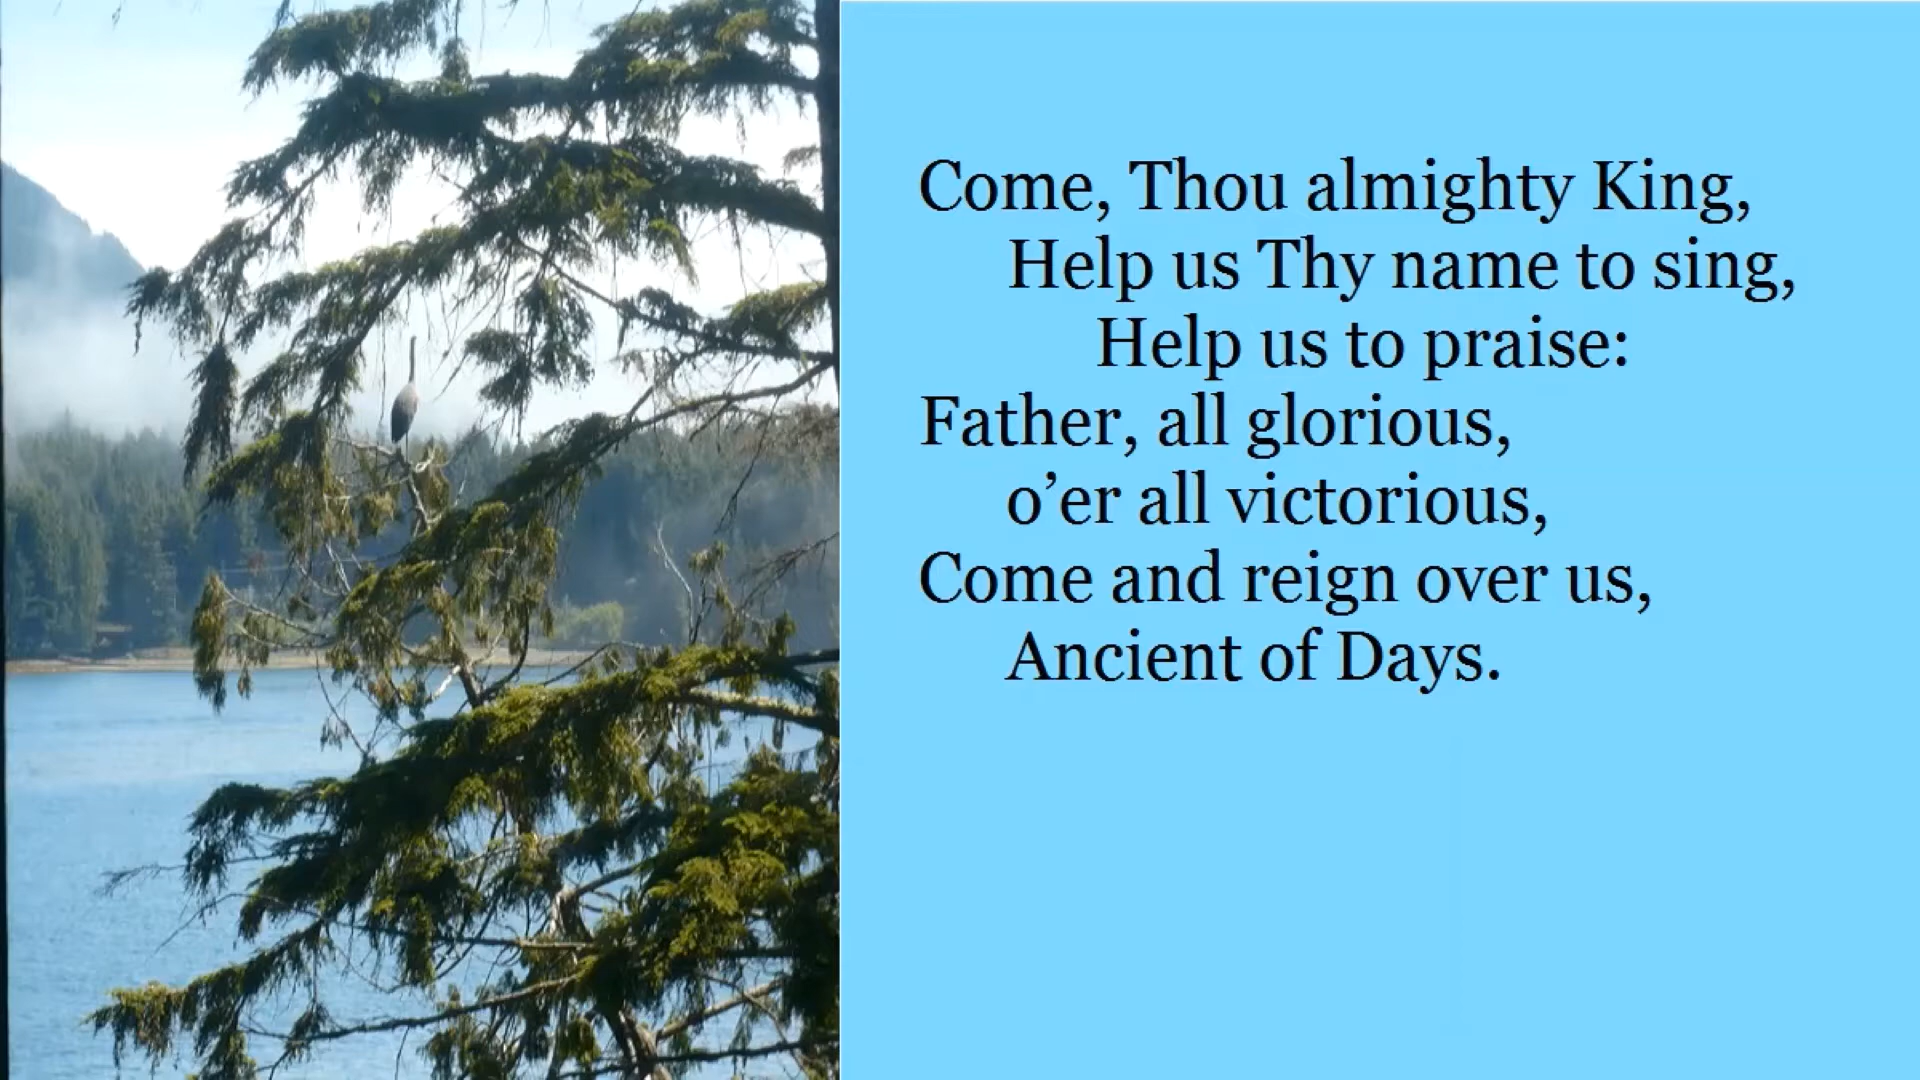 Come, Thou almighty King,
Help us Thy name to sing,
Help us to praise:
Father, all glorious,
o’er all victorious,
Come and reign over us,
Ancient of Days.